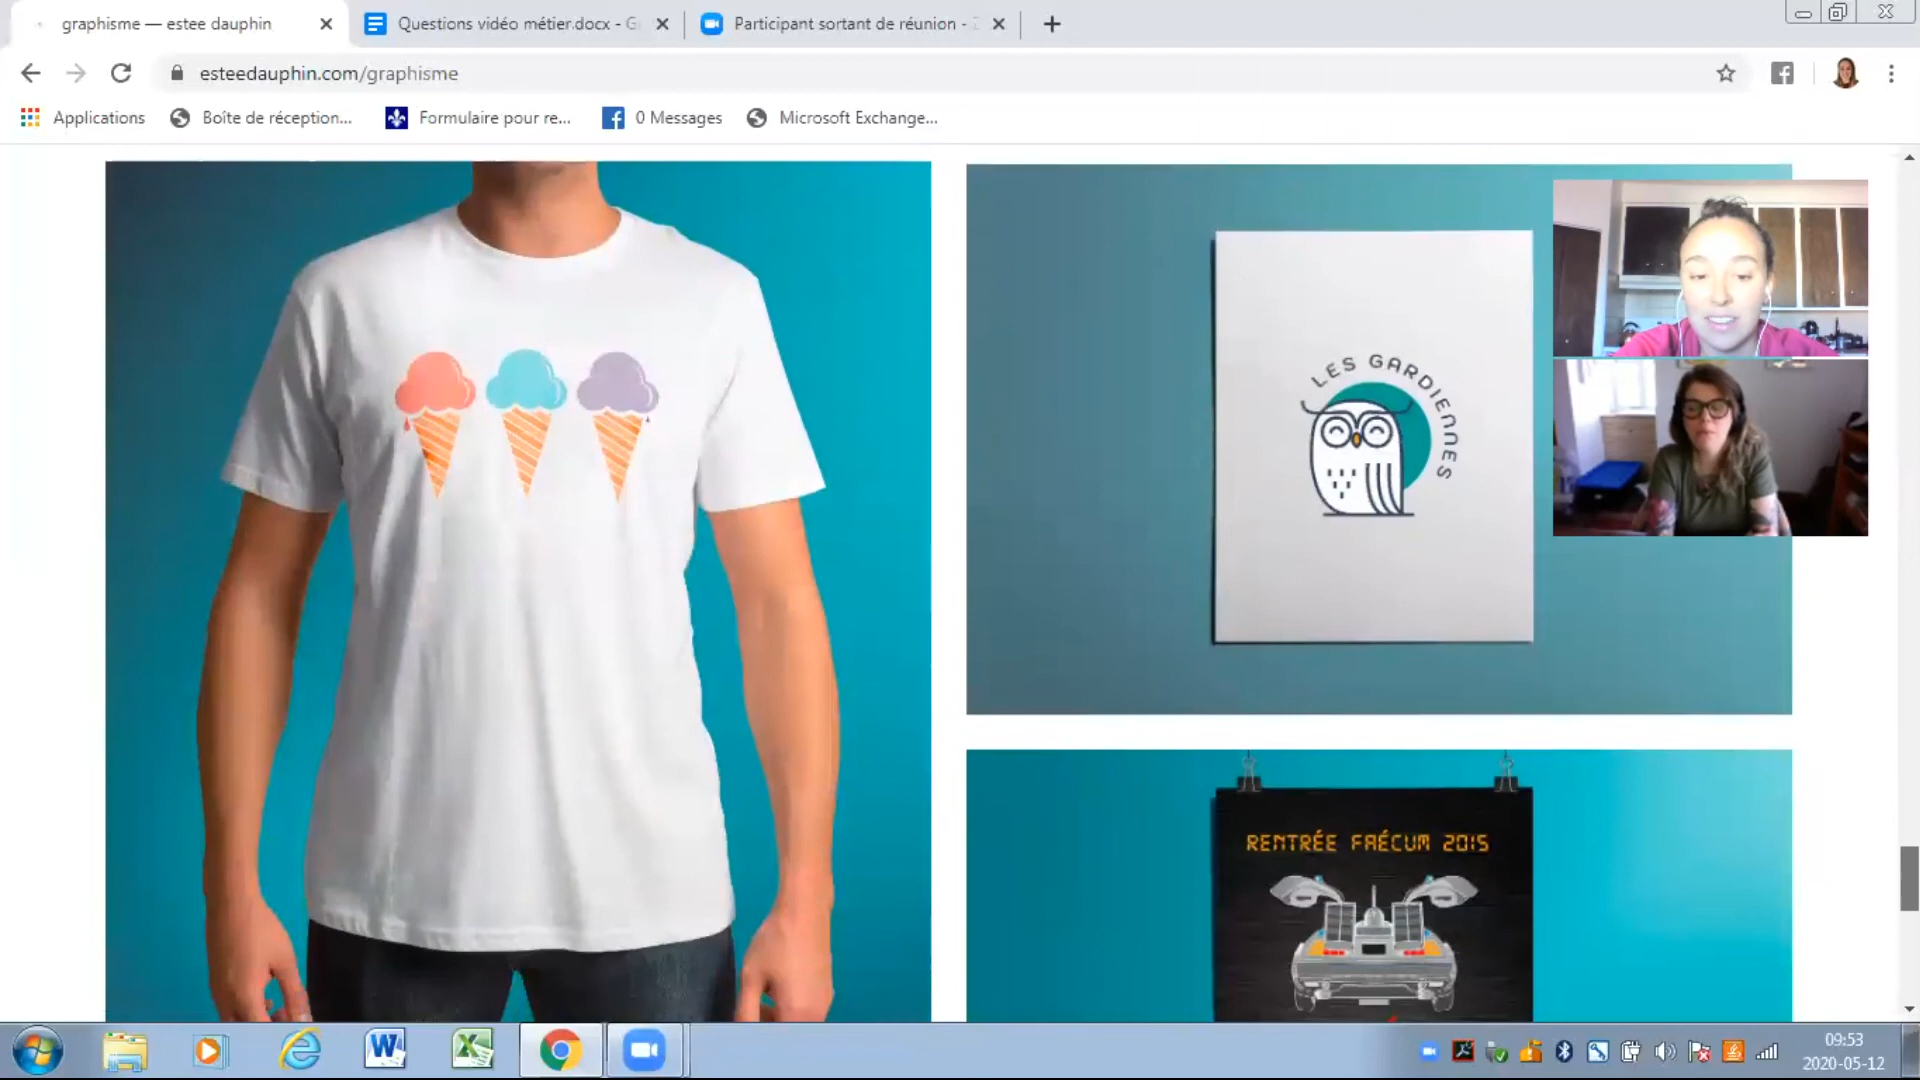 graphisme — estee dauphin
Questions vidéo métier.docx - G
Participant sortant de réunion -
esteedauphin.com/graphisme
Applications
Boîte de réception...
Formulaire pour re...
0 Messages
Microsoft Exchange...
LES GARDIENNES
RENTRÉE FAÉCUM 2015
09:53
2020-05-12